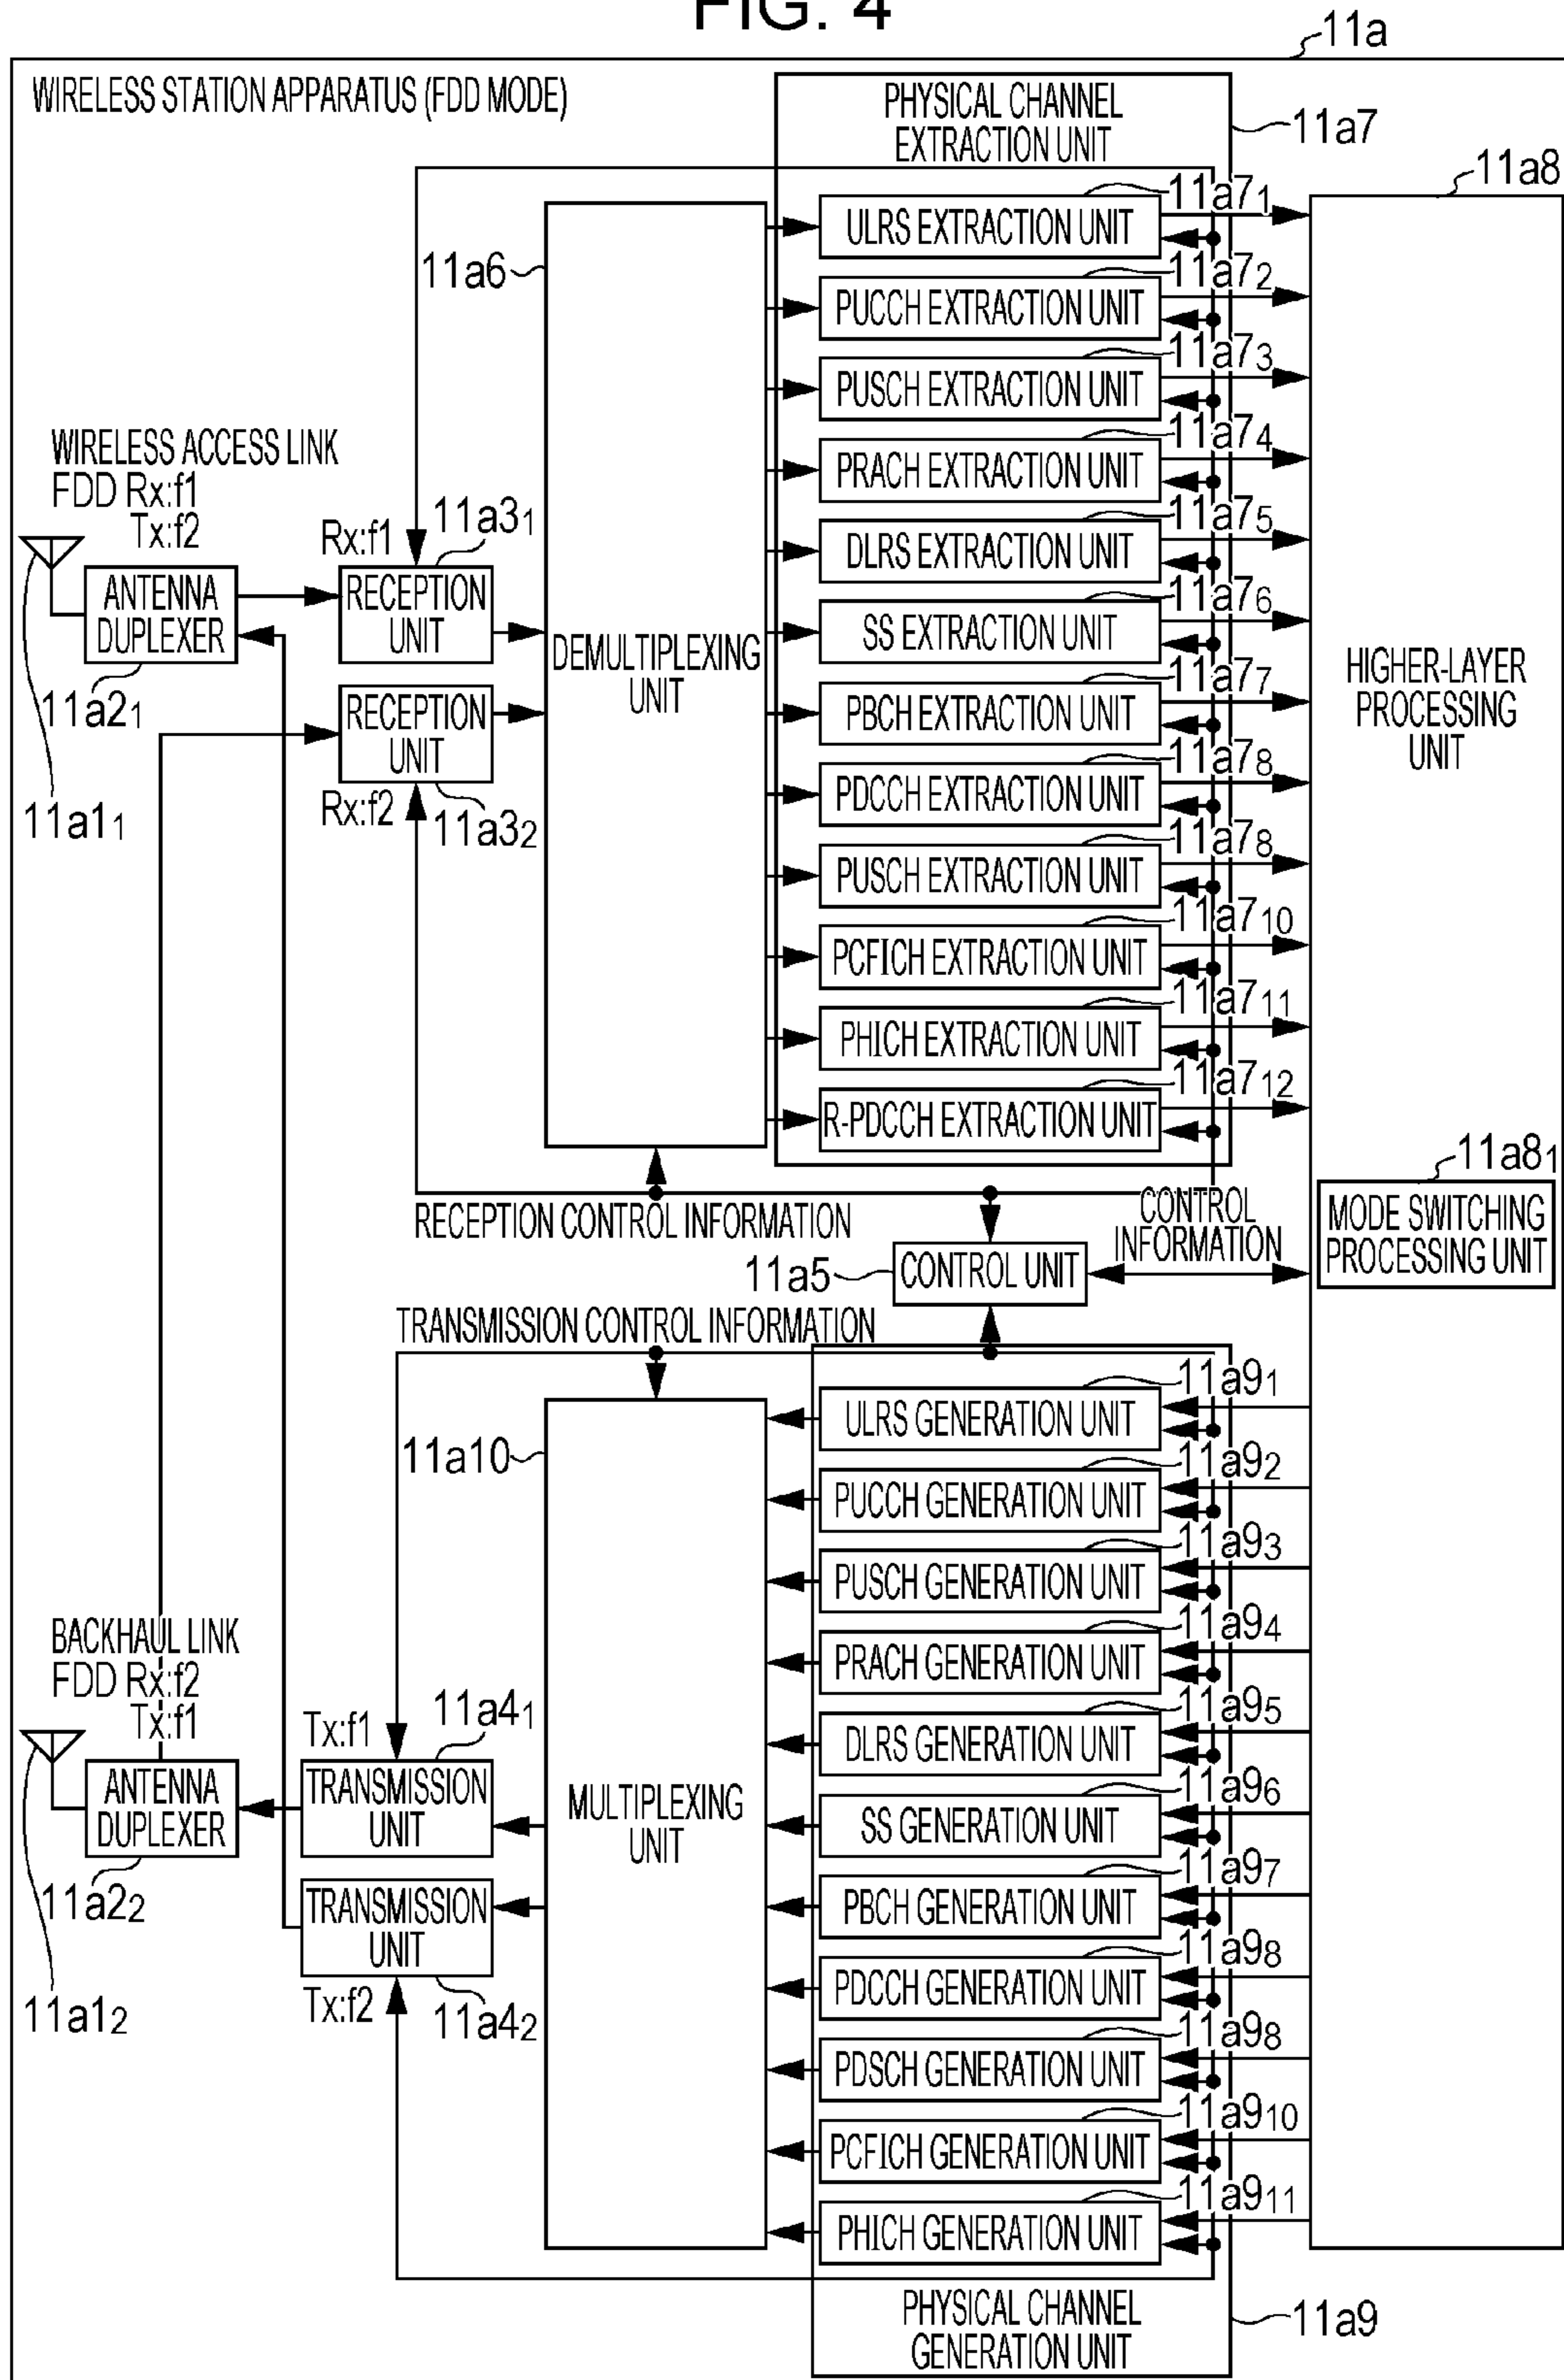 FIG. 4
11a
WIRELESS STATION APPARATUS (FDD MODE)
PHYSICAL CHANNEL
EXTRACTION UNIT
11a7
11a8
11a6
ULRS EXTRACTION UNIT
11a71
PUCCH EXTRACTION UNIT
11a72
PUSCH EXTRACTION UNIT
11a73
PRACH EXTRACTION UNIT
11a74
DLRS EXTRACTION UNIT
11a75
SS EXTRACTION UNIT
11a76
PBCH EXTRACTION UNIT
11a77
PDCCH EXTRACTION UNIT
11a78
PUSCH EXTRACTION UNIT
11a78
PCFICH EXTRACTION UNIT
11a710
PHICH EXTRACTION UNIT
11a711
R-PDCCH EXTRACTION UNIT
11a712
WIRELESS ACCESS LINK
FDD Rx:f1
Tx:f2
ANTENNA
DUPLEXER
11a21
11a11
Rx:f1
11a31
RECEPTION
UNIT
RECEPTION
UNIT
Rx:f2
11a32
DEMULTIPLEXING
UNIT
HIGHER-LAYER
PROCESSING
UNIT
11a81
MODE SWITCHING
PROCESSING UNIT
RECEPTION CONTROL INFORMATION
CONTROL
INFORMATION
11a5
CONTROL UNIT
TRANSMISSION CONTROL INFORMATION
11a10
ULRS GENERATION UNIT
11a91
PUCCH GENERATION UNIT
11a92
PUSCH GENERATION UNIT
11a93
PRACH GENERATION UNIT
11a94
DLRS GENERATION UNIT
11a95
SS GENERATION UNIT
11a96
PBCH GENERATION UNIT
11a97
PDCCH GENERATION UNIT
11a98
PDSCH GENERATION UNIT
11a98
PCFICH GENERATION UNIT
11a910
PHICH GENERATION UNIT
11a911
BACKHAUL LINK
FDD Rx:f2
Tx:f1
ANTENNA
DUPLEXER
11a22
11a12
Tx:f1
11a41
TRANSMISSION
UNIT
TRANSMISSION
UNIT
Tx:f2
11a42
MULTIPLEXING
UNIT
PHYSICAL CHANNEL
GENERATION UNIT
11a9